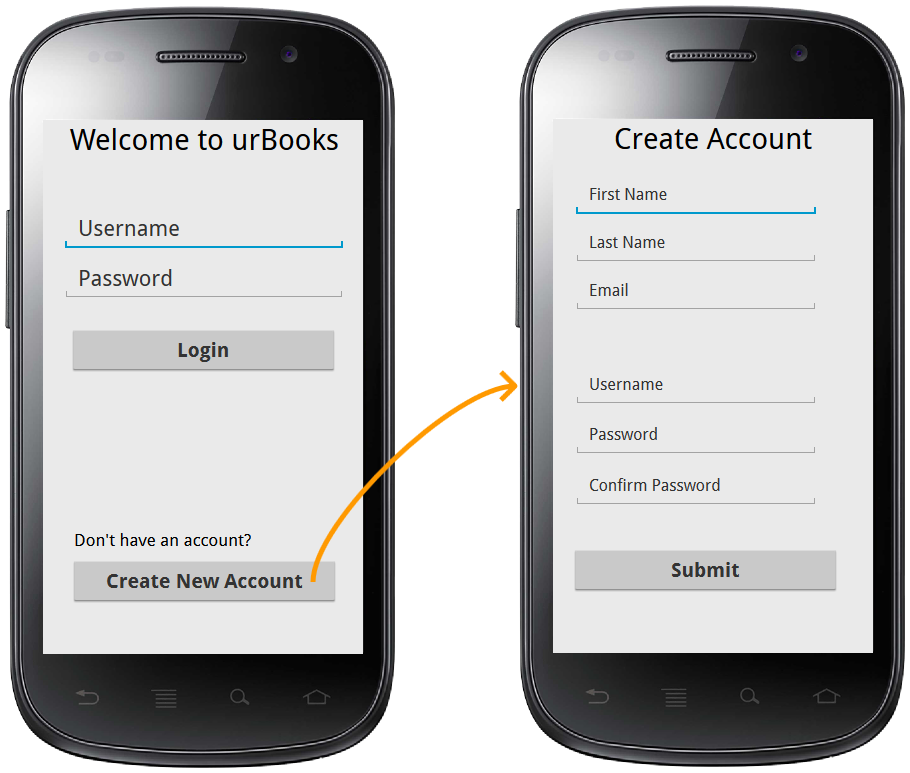 Welcome to urBooks
Username
Password
Login
Don't have an account?
Create New Account
Create Account
First Name
Last Name
Email
Username
Password
Confirm Password
Submit